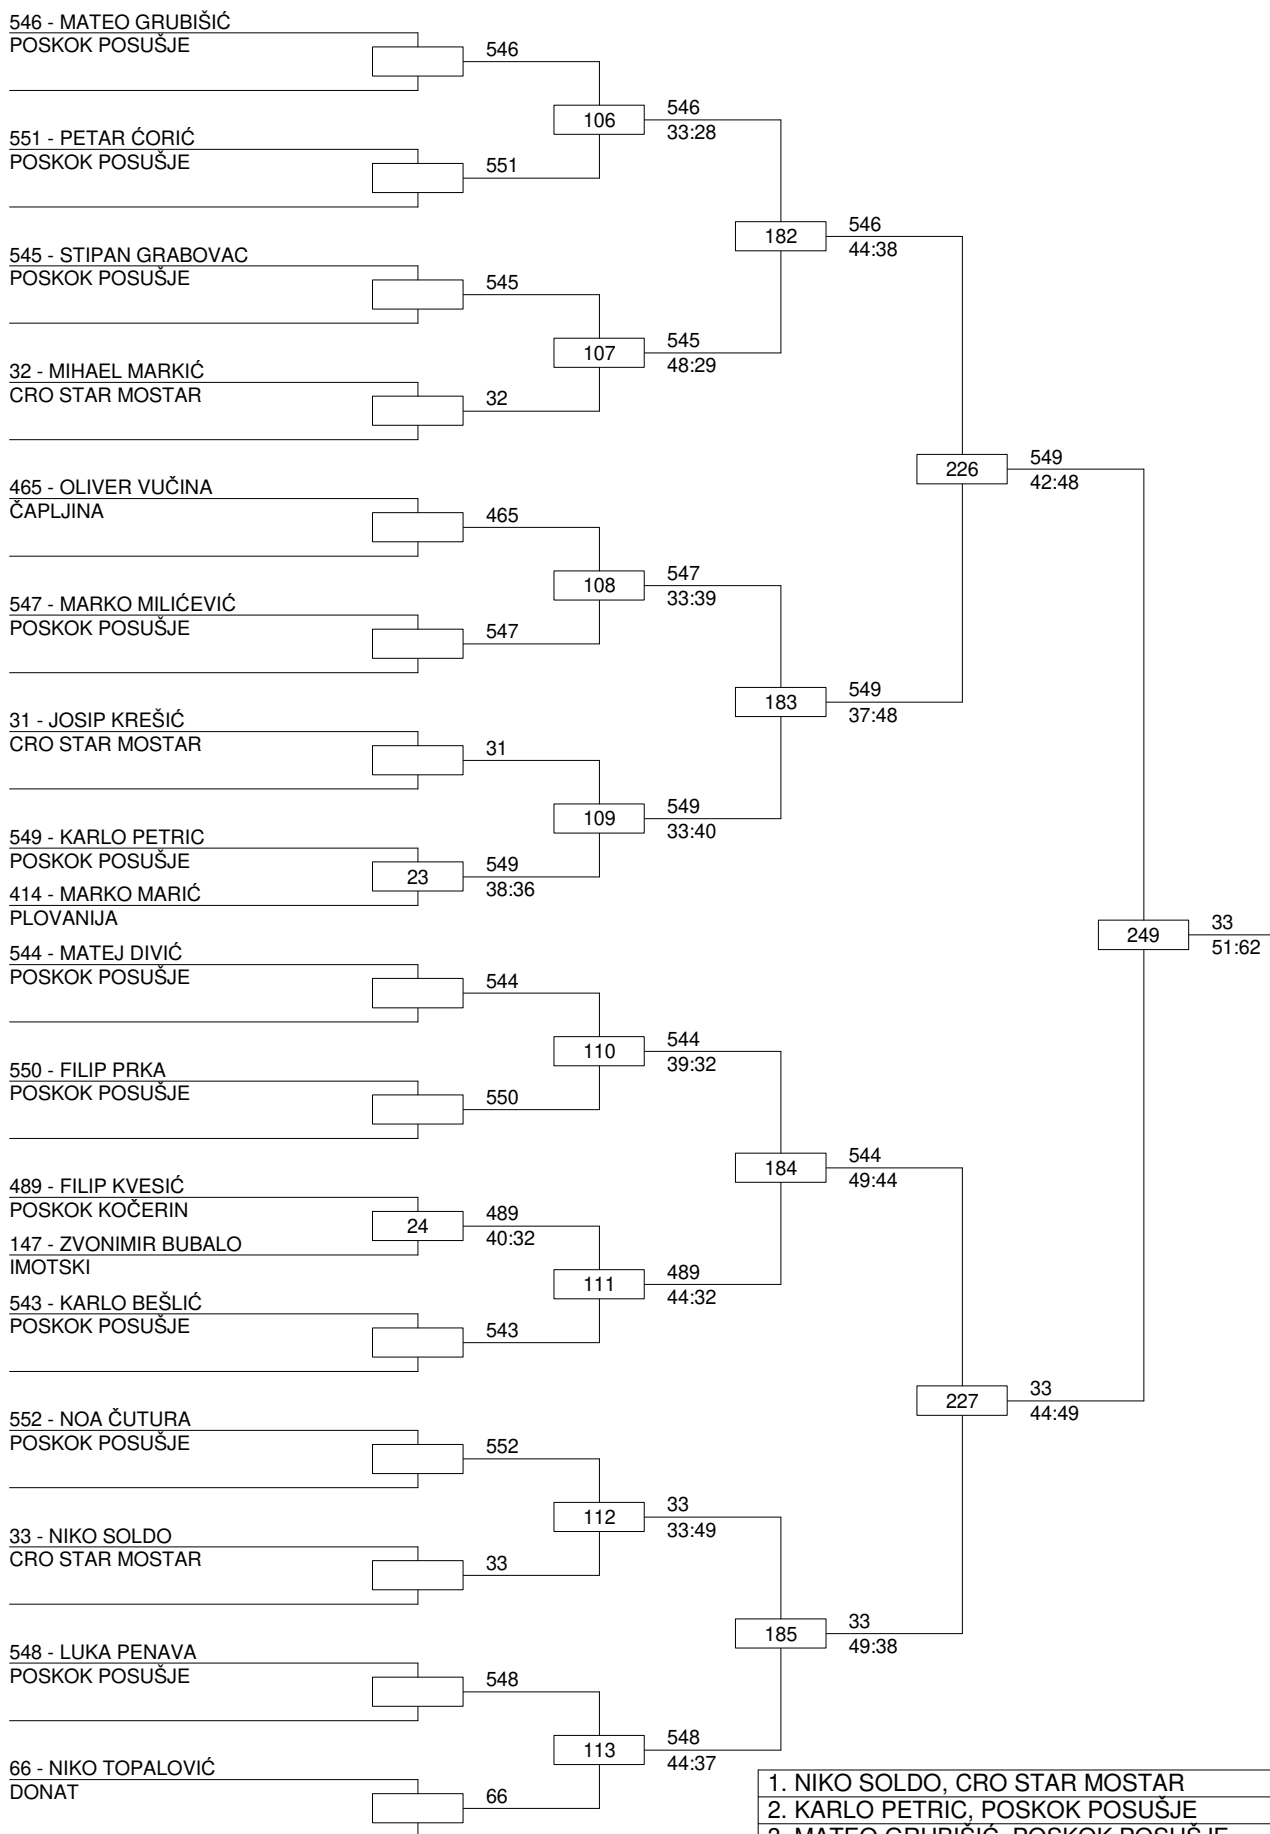 546 - MATEO GRUBIŠIĆ
POSKOK POSUŠJE
546
106
546
33:28
551 - PETAR ĆORIĆ
POSKOK POSUŠJE
551
182
546
44:38
545 - STIPAN GRABOVAC
POSKOK POSUŠJE
545
107
545
48:29
32 - MIHAEL MARKIĆ
CRO STAR MOSTAR
32
226
549
42:48
465 - OLIVER VUČINA
ČAPLJINA
465
108
547
33:39
547 - MARKO MILIĆEVIĆ
POSKOK POSUŠJE
547
183
549
37:48
31 - JOSIP KREŠIĆ
CRO STAR MOSTAR
31
109
549
33:40
549 - KARLO PETRIC
POSKOK POSUŠJE
23
549
38:36
414 - MARKO MARIĆ
PLOVANIJA
249
33
51:62
544 - MATEJ DIVIĆ
POSKOK POSUŠJE
544
110
544
39:32
550 - FILIP PRKA
POSKOK POSUŠJE
550
184
544
49:44
489 - FILIP KVESIĆ
POSKOK KOČERIN
24
489
40:32
147 - ZVONIMIR BUBALO
IMOTSKI
111
489
44:32
543 - KARLO BEŠLIĆ
POSKOK POSUŠJE
543
227
33
44:49
552 - NOA ČUTURA
POSKOK POSUŠJE
552
112
33
33:49
33 - NIKO SOLDO
CRO STAR MOSTAR
33
185
33
49:38
548 - LUKA PENAVA
POSKOK POSUŠJE
548
113
548
44:37
66 - NIKO TOPALOVIĆ
DONAT
66
1. NIKO SOLDO, CRO STAR MOSTAR
2. KARLO PETRIC, POSKOK POSUŠJE
3. MATEO GRUBIŠIĆ, POSKOK POSUŠJE